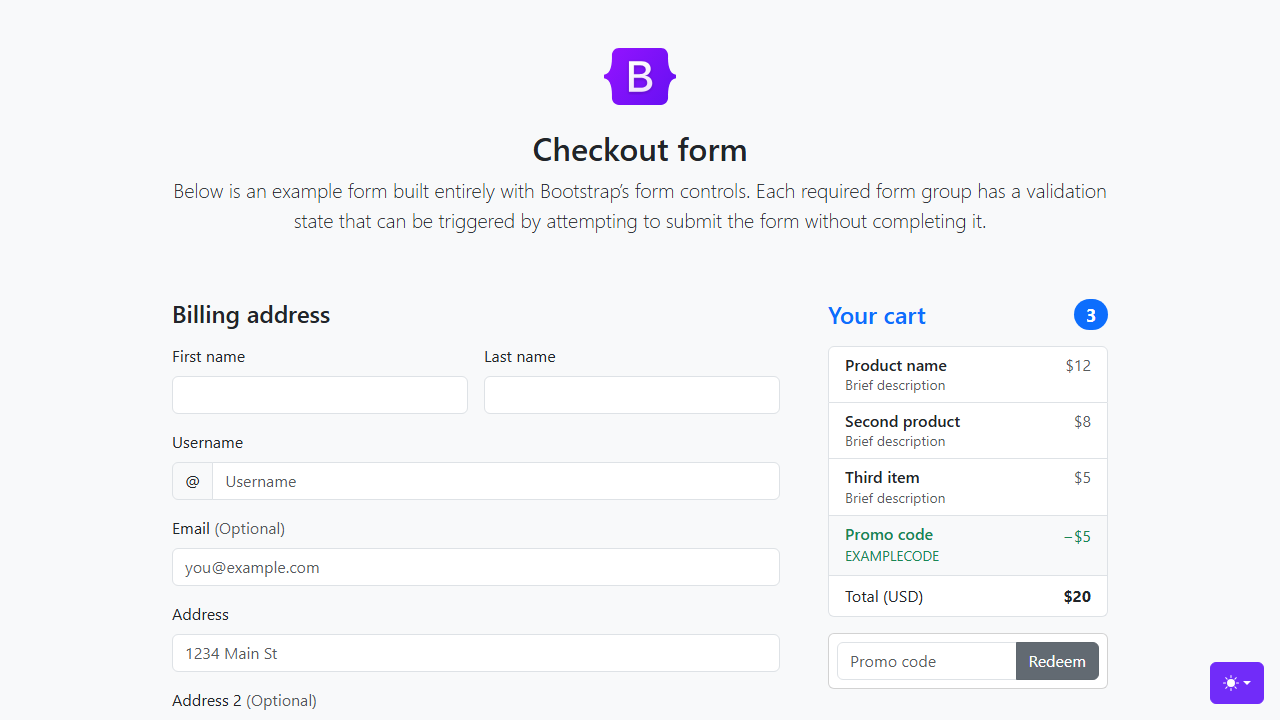 B
Checkout form
Below is an example form built entirely with Bootstrap’s form controls. Each required form group has a validation
state that can be triggered by attempting to submit the form without completing it.
Billing address
First name
Last name
Username
@ Username
Email (Optional)
you@example.com
Address
1234 Main St
Address 2 (Optional)
Your cart 3
Product name $12
Brief description
Second product $8
Brief description
Third item $5
Brief description
Promo code −$5
EXAMPLECODE
Total (USD) $20
Promo code Redeem